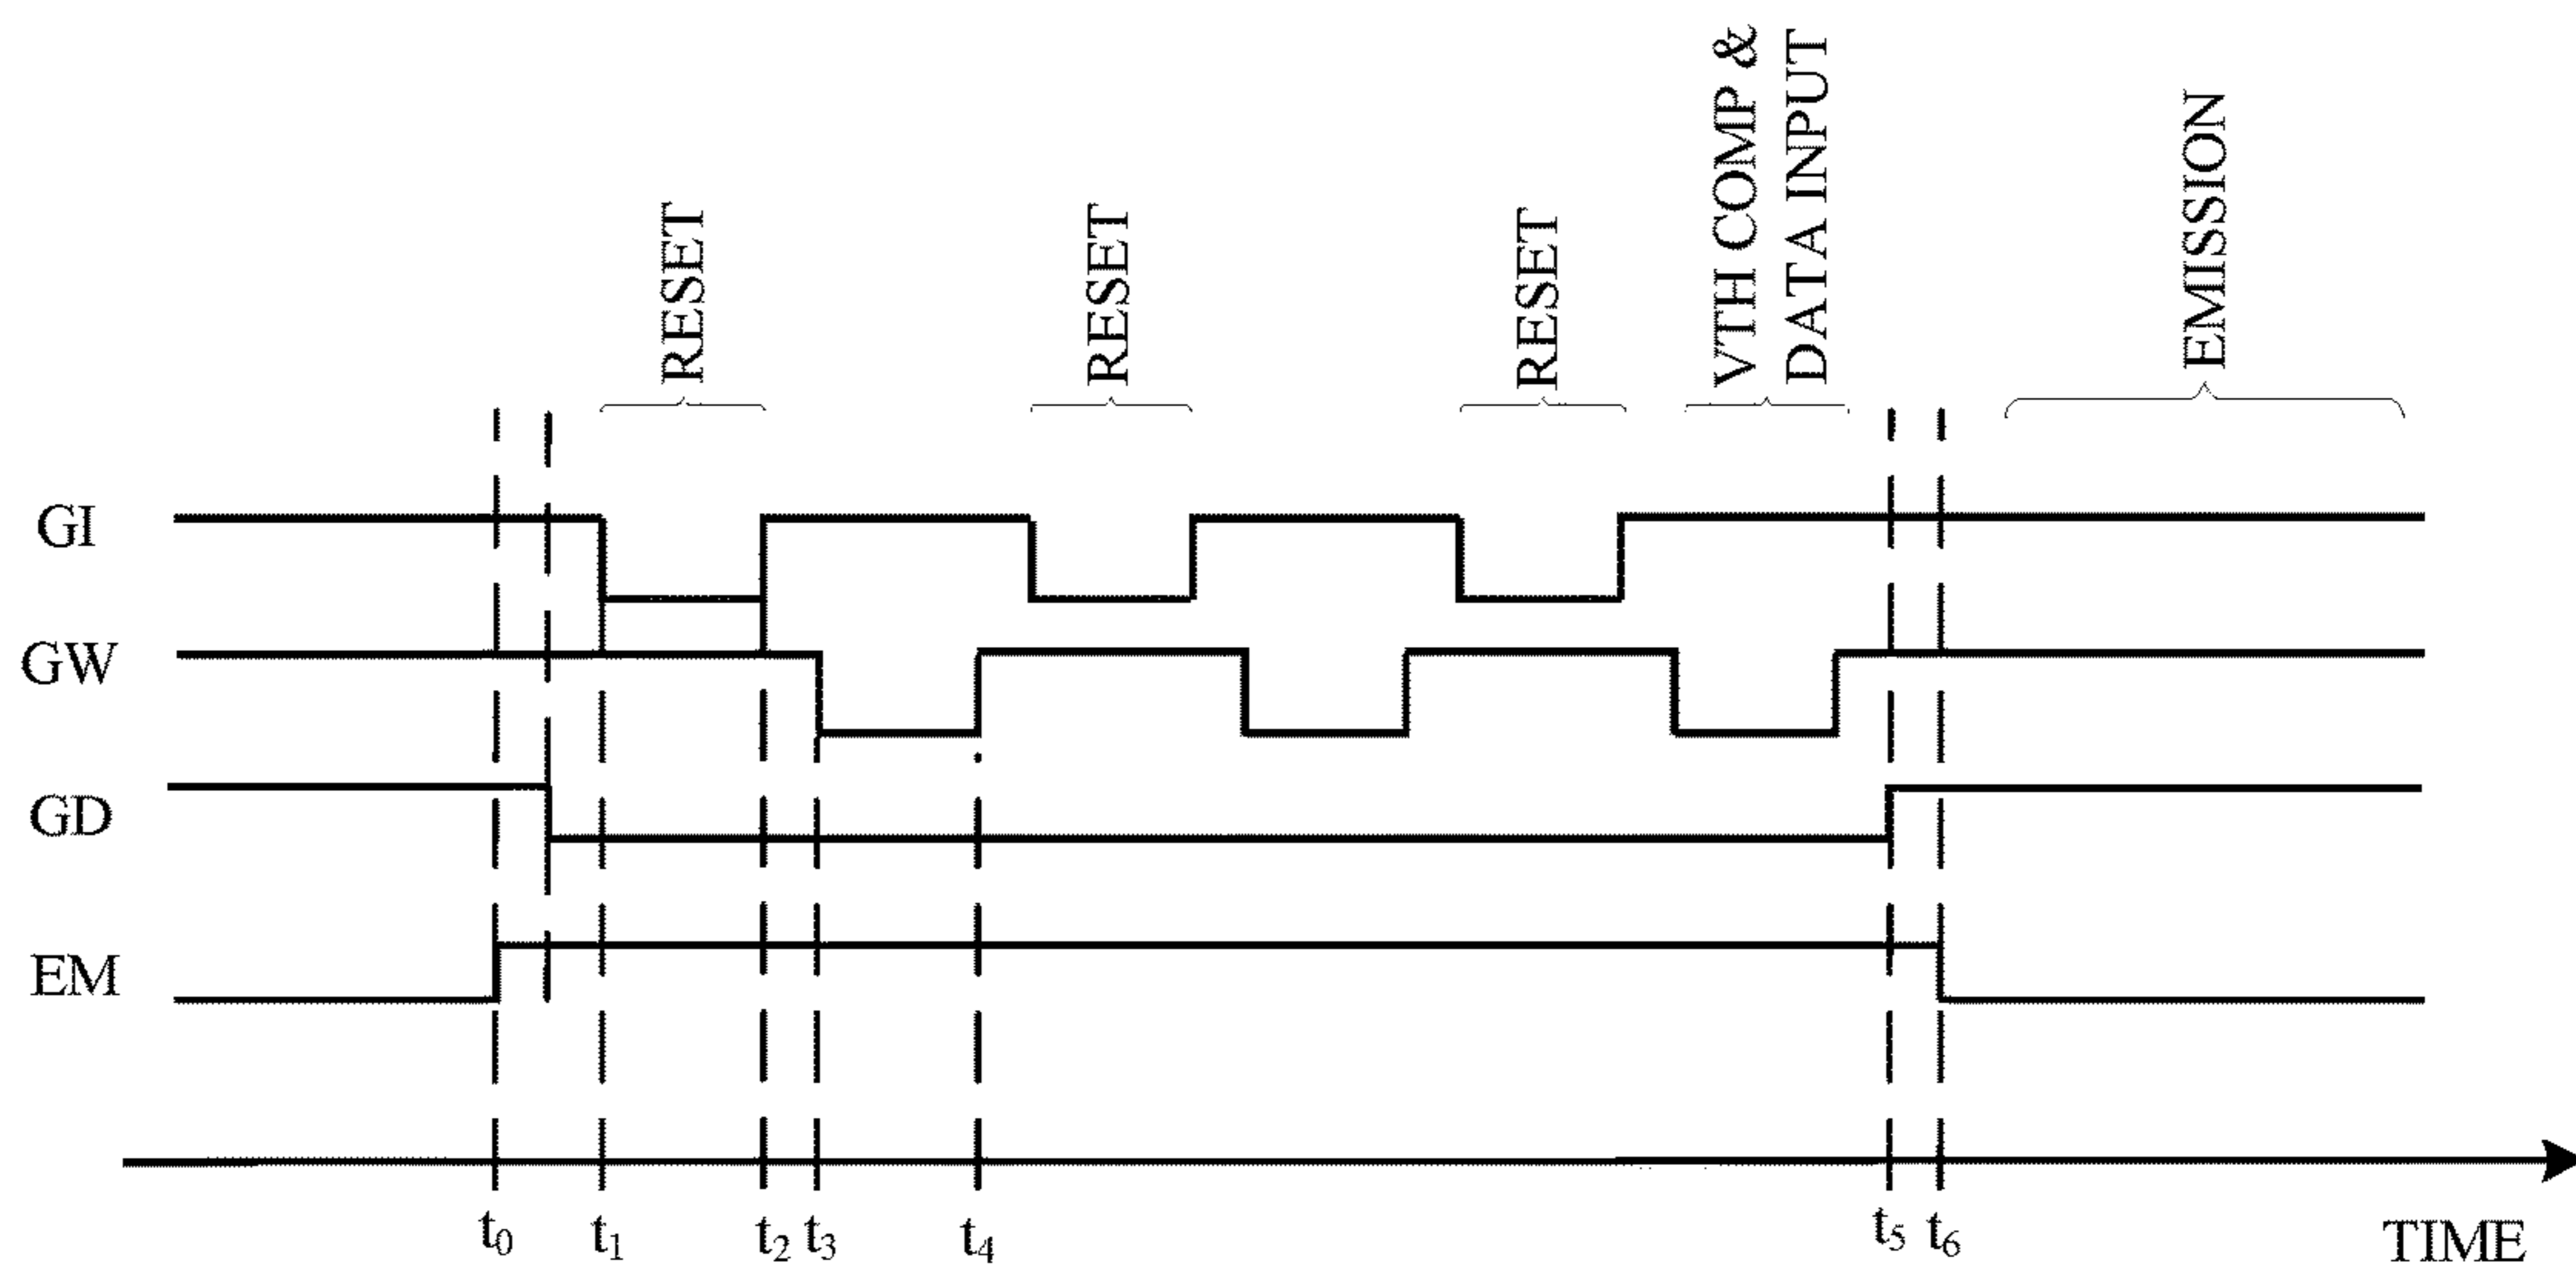 RESET
RESET
RESET
VTH COMP &
DATA INPUT
EMISSION
GI
GW
GD
EM
t0
t1
t2
t3
t4
t5
t6
TIME